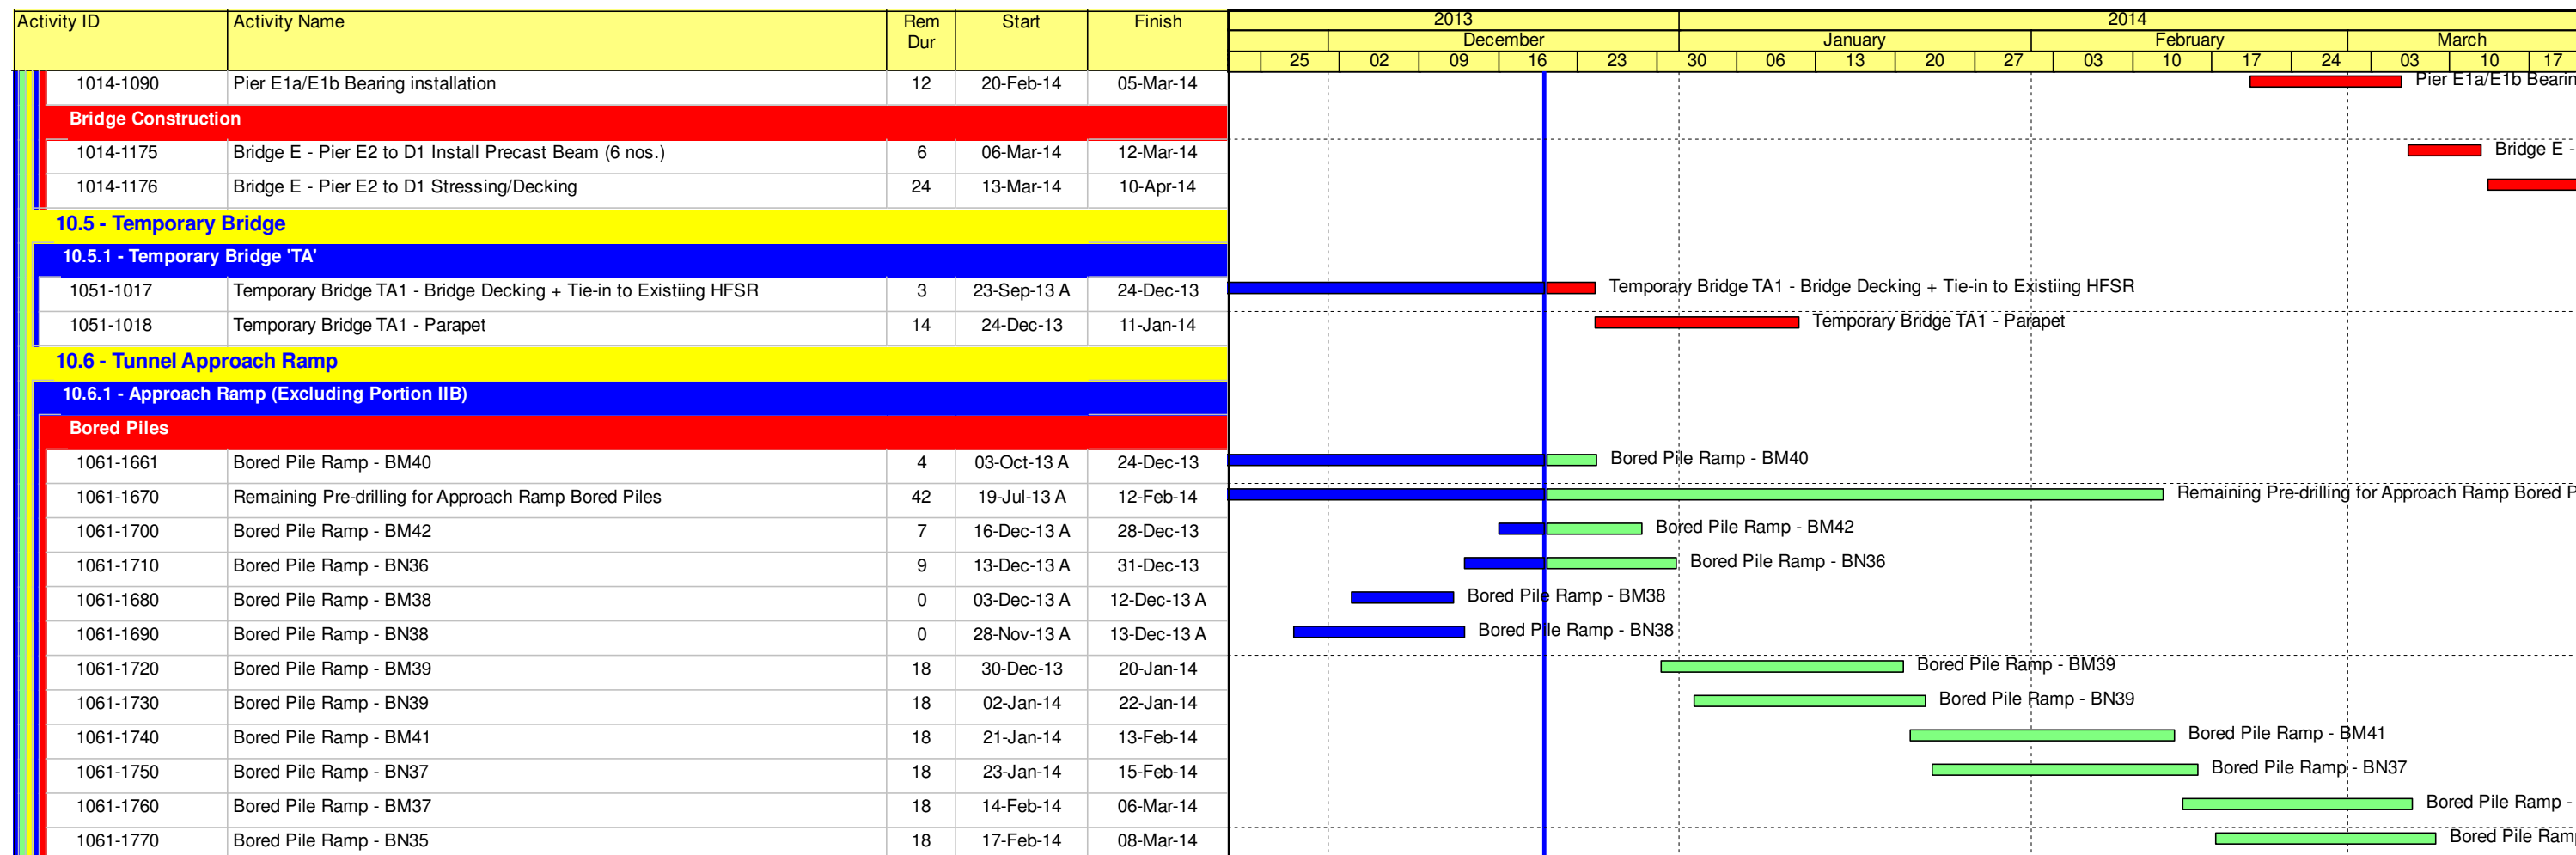 Activity ID Activity Name Rem Dur Start Finish 2013 2014
December January February March
25 02 09 16 23 30 06 13 20 27 03 10 17 24 03 10 17
1014-1090 Pier E1a/E1b Bearing installation 12 20-Feb-14 05-Mar-14 Pier E1a/E1b Bearin
Bridge Construction
1014-1175 Bridge E - Pier E2 to D1 Install Precast Beam (6 nos.) 6 06-Mar-14 12-Mar-14 Bridge E -
1014-1176 Bridge E - Pier E2 to D1 Stressing/Decking 24 13-Mar-14 10-Apr-14
10.5 - Temporary Bridge
10.5.1 - Temporary Bridge 'TA'
1051-1017 Temporary Bridge TA1 - Bridge Decking + Tie-in to Existiing HFSR 3 23-Sep-13 A 24-Dec-13 Temporary Bridge TA1 - Bridge Decking + Tie-in to Existiing HFSR
1051-1018 Temporary Bridge TA1 - Parapet 14 24-Dec-13 11-Jan-14 Temporary Bridge TA1 - Parapet
10.6 - Tunnel Approach Ramp
10.6.1 - Approach Ramp (Excluding Portion IIB)
Bored Piles
1061-1661 Bored Pile Ramp - BM40 4 03-Oct-13 A 24-Dec-13 Bored Pile Ramp - BM40
1061-1670 Remaining Pre-drilling for Approach Ramp Bored Piles 42 19-Jul-13 A 12-Feb-14 Remaining Pre-drilling for Approach Ramp Bored P
1061-1700 Bored Pile Ramp - BM42 7 16-Dec-13 A 28-Dec-13 Bored Pile Ramp - BM42
1061-1710 Bored Pile Ramp - BN36 9 13-Dec-13 A 31-Dec-13 Bored Pile Ramp - BN36
1061-1680 Bored Pile Ramp - BM38 0 03-Dec-13 A 12-Dec-13 A Bored Pile Ramp - BM38
1061-1690 Bored Pile Ramp - BN38 0 28-Nov-13 A 13-Dec-13 A Bored Pile Ramp - BN38
1061-1720 Bored Pile Ramp - BM39 18 30-Dec-13 20-Jan-14 Bored Pile Ramp - BM39
1061-1730 Bored Pile Ramp - BN39 18 02-Jan-14 22-Jan-14 Bored Pile Ramp - BN39
1061-1740 Bored Pile Ramp - BM41 18 21-Jan-14 13-Feb-14 Bored Pile Ramp - BM41
1061-1750 Bored Pile Ramp - BN37 18 23-Jan-14 15-Feb-14 Bored Pile Ramp - BN37
1061-1760 Bored Pile Ramp - BM37 18 14-Feb-14 06-Mar-14 Bored Pile Ramp -
1061-1770 Bored Pile Ramp - BN35 18 17-Feb-14 08-Mar-14 Bored Pile Ram